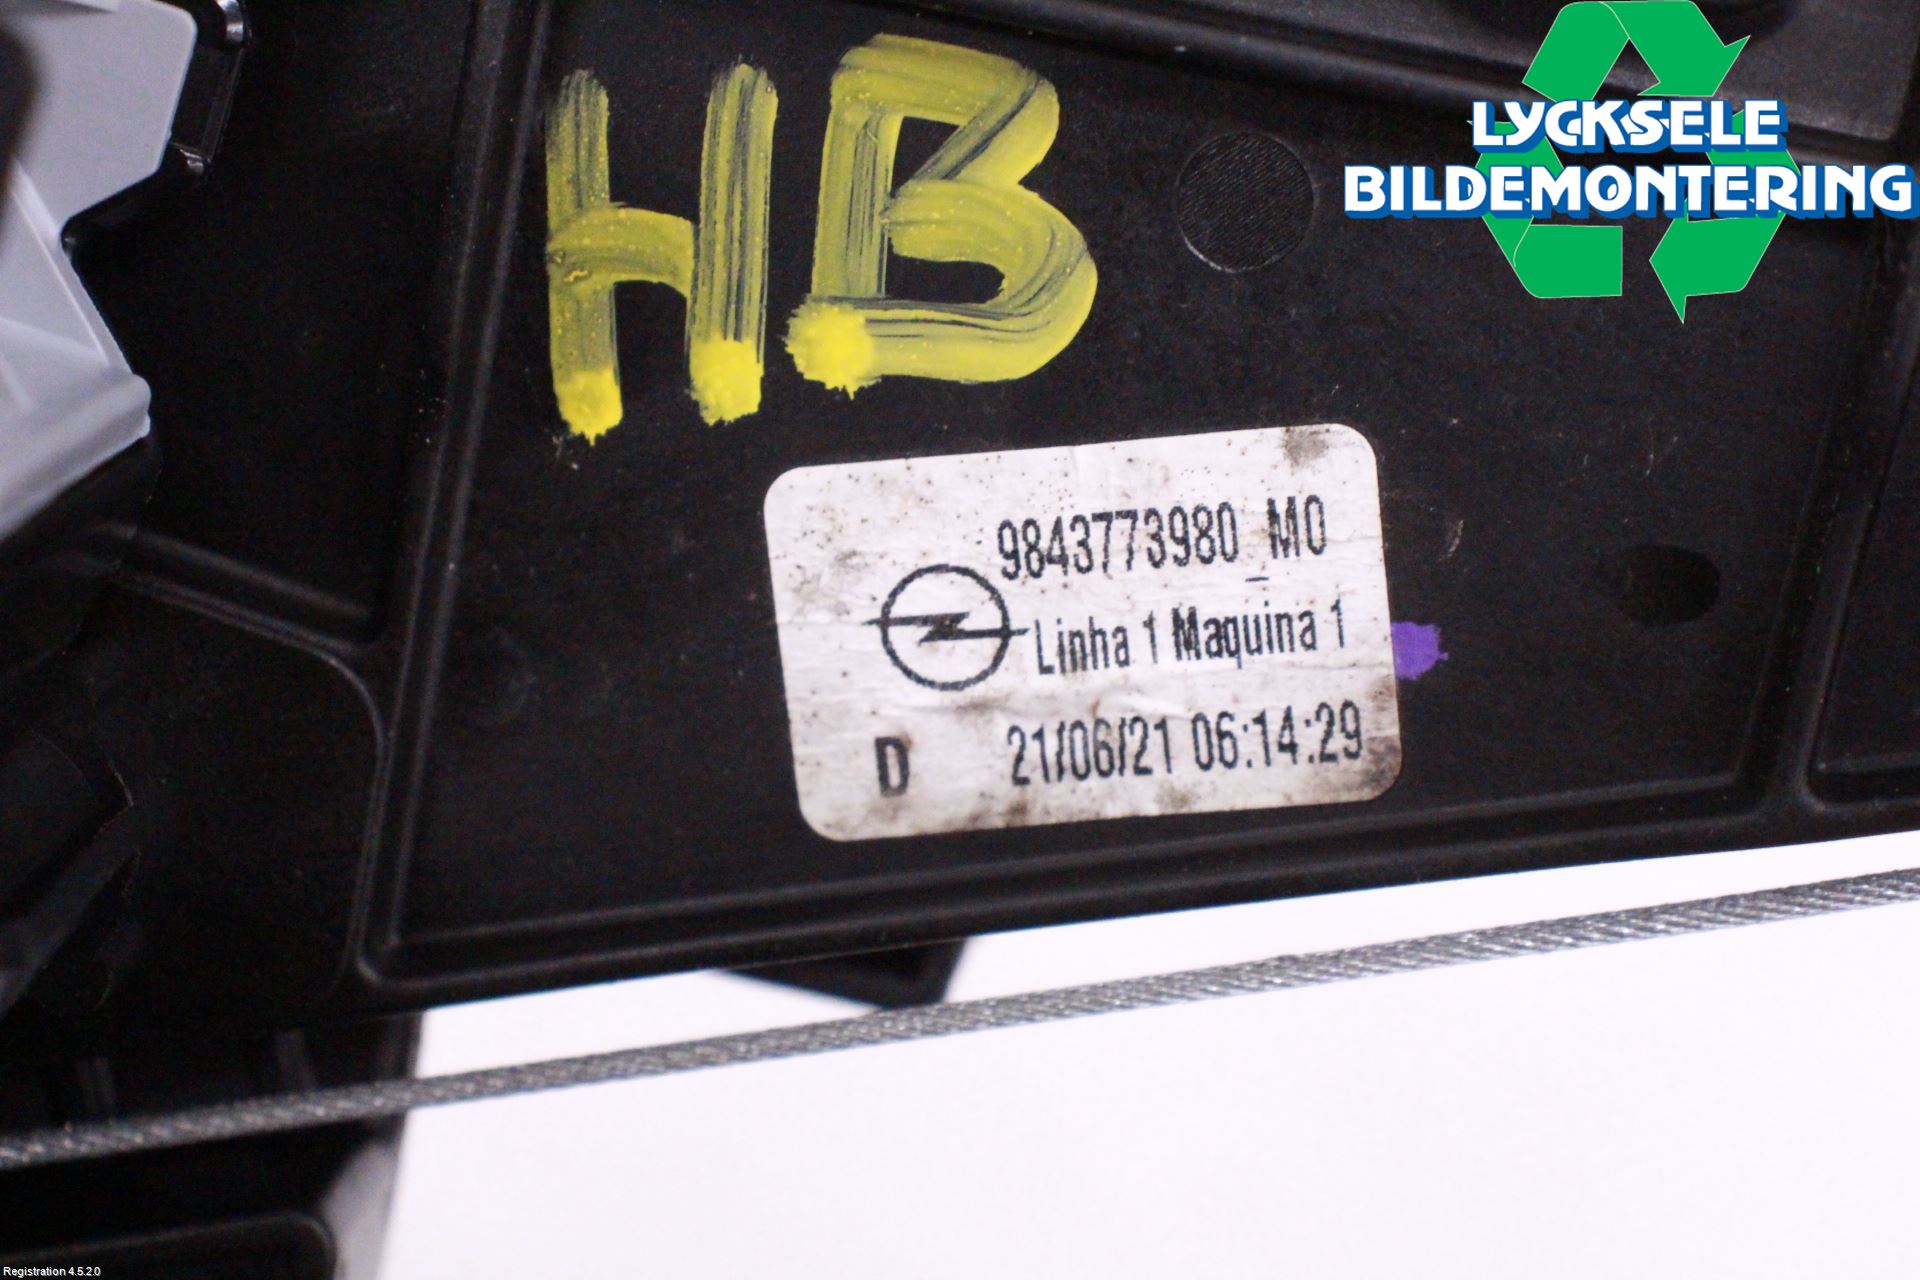 LYCKSELE
BILDEMONTERING
HB
9843773980_M0
Linha 1 Maquina 1
D 21/06/21 06:14:29
Registration 4.5.2.0